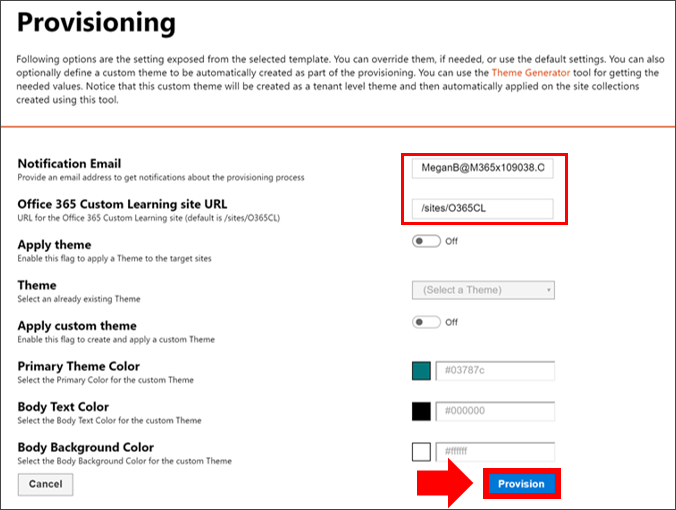 Provisioning
Following options are the setting exposed from the selected template. You can override them, if needed, or use the default settings. You can also
optionally define a custom theme to be automatically created as part of the provisioning. You can use the Theme Generator tool for getting the
needed values. Notice that this custom theme will be created as a tenant level theme and then automatically applied on the site collections
created using this tool.
Notification Email
Provide an email address to get notifications about the provisioning process
MeganB@M365x109038.C
Office 365 Custom Learning site URL
URL for the Office 365 Custom Learning site (default is /sites/O365CL)
/sites/O365CL
Apply theme
Enable this flag to apply a Theme to the target sites
Off
Theme
Select an already existing Theme
(Select a Theme)
Apply custom theme
Enable this flag to create and apply a custom Theme
Off
Primary Theme Color
Select the Primary Color for the custom Theme
#03787c
Body Text Color
Select the Body Text Color for the custom Theme
#000000
Body Background Color
Select the Body Background Color for the custom Theme
#ffffff
Cancel
Provision